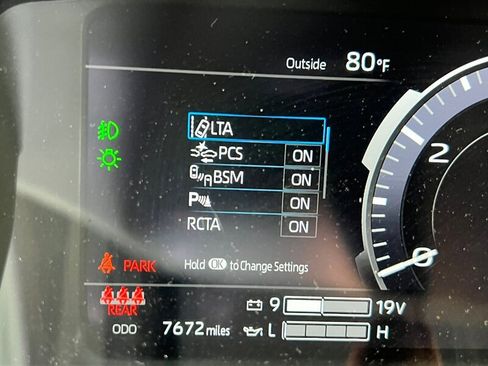 Outside 80°F
LTA
PCS ON
BSM ON
P ON
RCTA ON
2
0
PARK Hold OK to Change Settings
REAR
9 19V
ODO 7672 miles L H